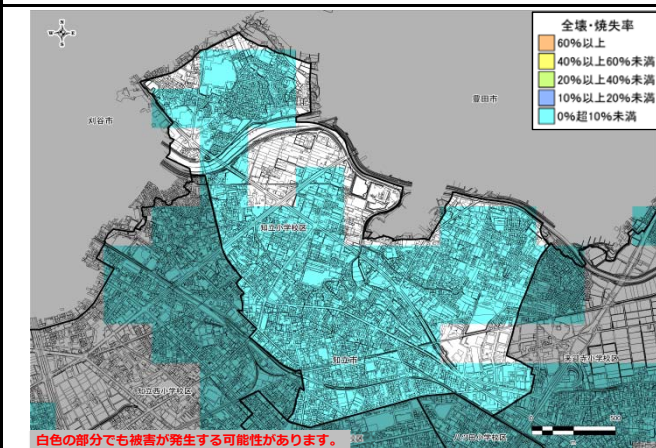 N
S
全壊・焼失率
60%以上
40%以上60%未満
20%以上40%未満
10%以上20%未満
0%超10%未満
豊田市
刈谷市
知立小学校区
知立市
知立西小学校区
小学校区
八ツ田小学校区
校区
0
500
白色の部分でも被害が発生する可能性があります。